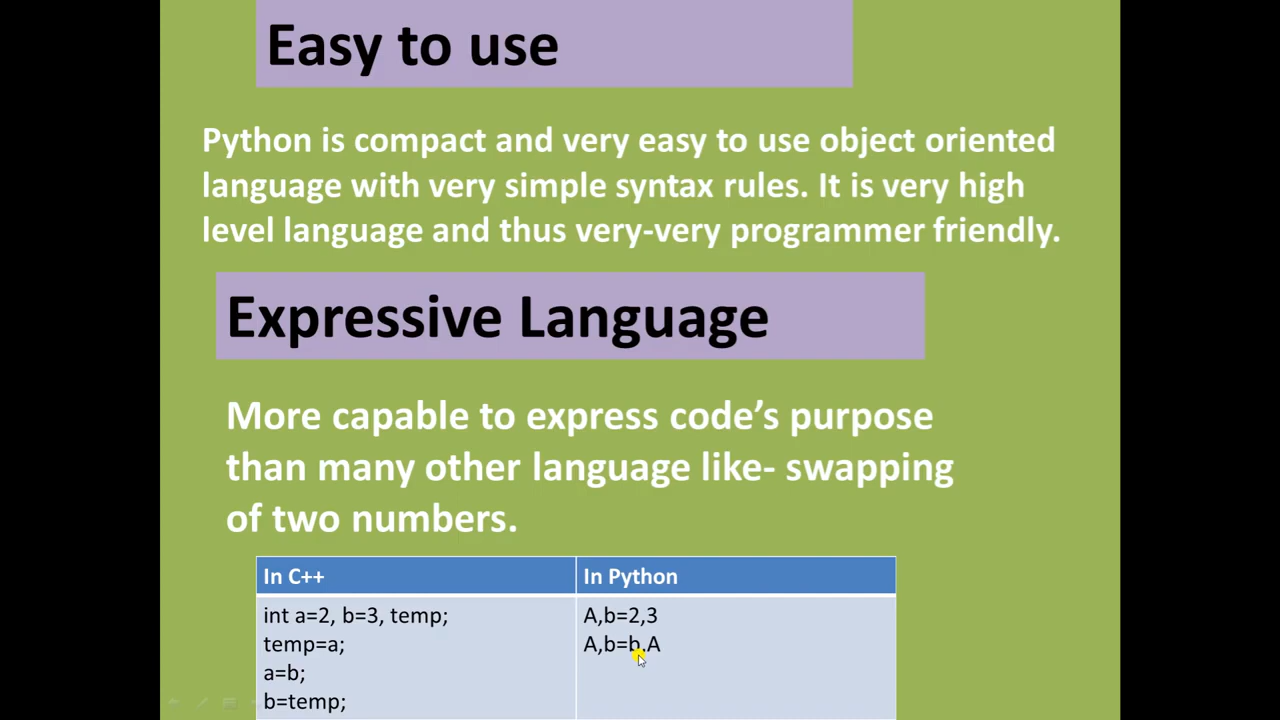 Easy to use
Python is compact and very easy to use object oriented
language with very simple syntax rules. It is very high
level language and thus very-very programmer friendly.
Expressive Language
More capable to express code’s purpose
than many other language like- swapping
of two numbers.
In C++
int a=2, b=3, temp;
temp=a;
a=b;
b=temp;
In Python
A,b=2,3
A,b=b,A